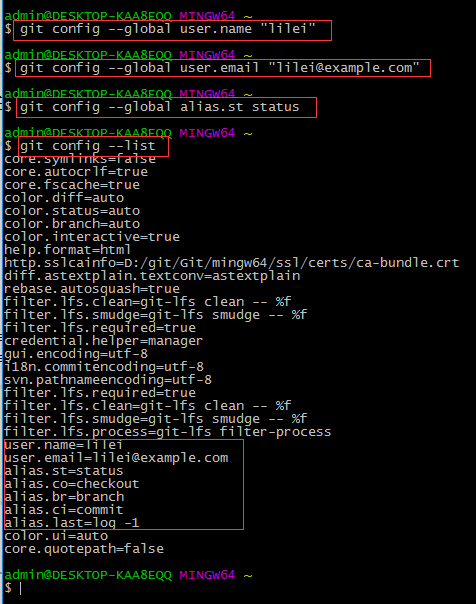 admin@DESKTOP-KAA8EQQ MINGW64 ~
$ git config --global user.name "lilei"
admin@DESKTOP-KAA8EQQ MINGW64 ~
$ git config --global user.email "lilei@example.com"
admin@DESKTOP-KAA8EQQ MINGW64 ~
$ git config --global alias.st status
admin@DESKTOP-KAA8EQQ MINGW64 ~
$ git config --list
core.symlinks=false
core.autocrlf=true
core.fscache=true
color.diff=auto
color.status=auto
color.branch=auto
color.interactive=true
help.format=html
http.sslcainfo=D:/git/Git/mingw64/ssl/certs/ca-bundle.crt
diff.astextplain.textconv=astextplain
rebase.autosquash=true
filter.lfs.clean=git-lfs clean -- %f
filter.lfs.smudge=git-lfs smudge -- %f
filter.lfs.required=true
credential.helper=manager
gui.encoding=utf-8
i18n.commitencoding=utf-8
svn.pathnameencoding=utf-8
filter.lfs.required=true
filter.lfs.clean=git-lfs clean -- %f
filter.lfs.smudge=git-lfs smudge -- %f
filter.lfs.process=git-lfs filter-process
user.name=lilei
user.email=lilei@example.com
alias.st=status
alias.co=checkout
alias.br=branch
alias.ci=commit
alias.last=log -1
color.ui=auto
core.quotepath=false
admin@DESKTOP-KAA8EQQ MINGW64 ~
$